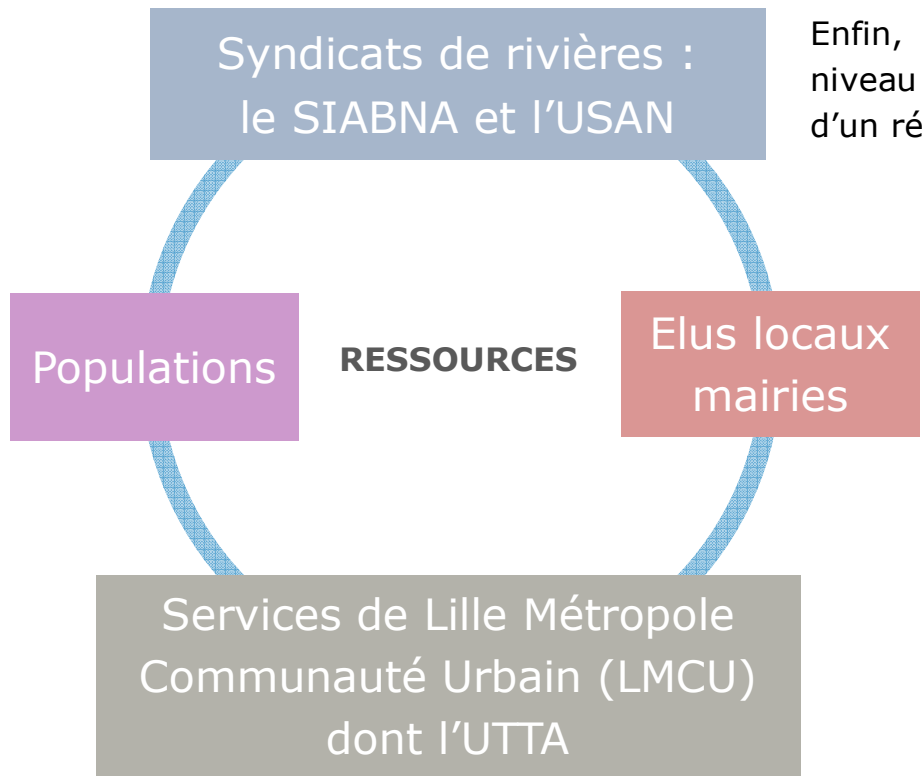 Syndicats de rivières :
le SIABNA et l’USAN
Enfin,
niveau
d’un ré
Populations
RESSOURCES
Elus locaux
mairies
Services de Lille Métropole
Communauté Urbain (LMCU)
dont l’UTTA